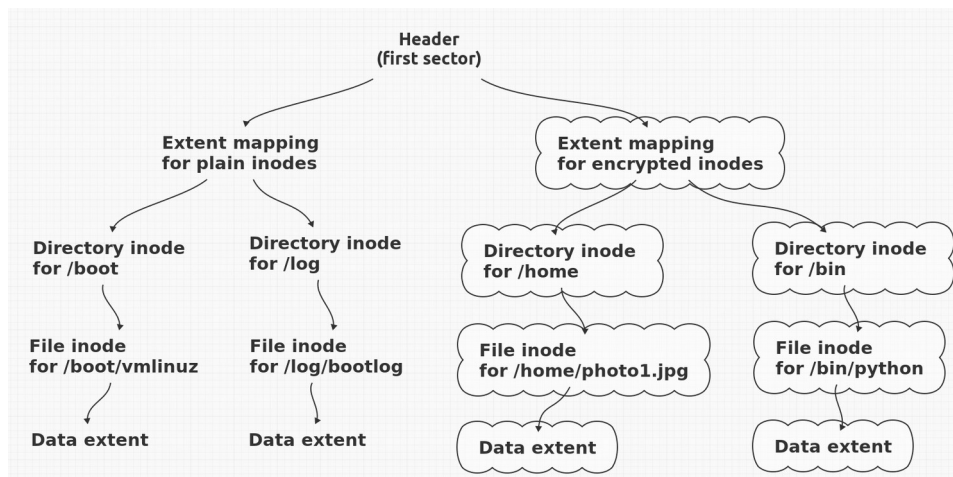 Header
(first sector)
Extent mapping
for plain inodes
Extent mapping
for encrypted inodes
Directory inode
for /boot
Directory inode
for /log
Directory inode
for /home
Directory inode
for /bin
File inode
for /boot/vmlinuz
File inode
for /log/bootlog
File inode
for /home/photo1.jpg
File inode
for /bin/python
Data extent
Data extent
Data extent
Data extent